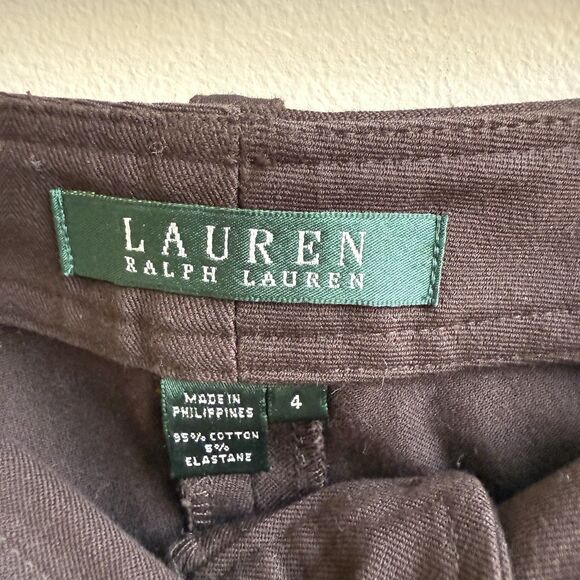 LAUREN
RALPH LAUREN
MADE IN
PHILIPPINES
4
95% COTTON
5%
ELASTANE